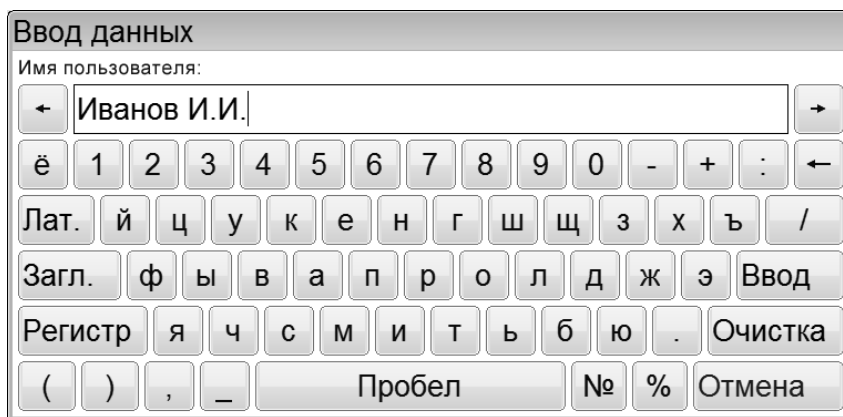 Ввод данных
Имя пользователя:
← Иванов И.И. →
ё 1 2 3 4 5 6 7 8 9 0 - + : ←
Лат. й ц у к е н г ш щ з х ъ /
Загл. ф ы в а п р о л д ж э Ввод
Регистр я ч с м и т ь б ю . Очистка
( ) , _ Пробел № % Отмена